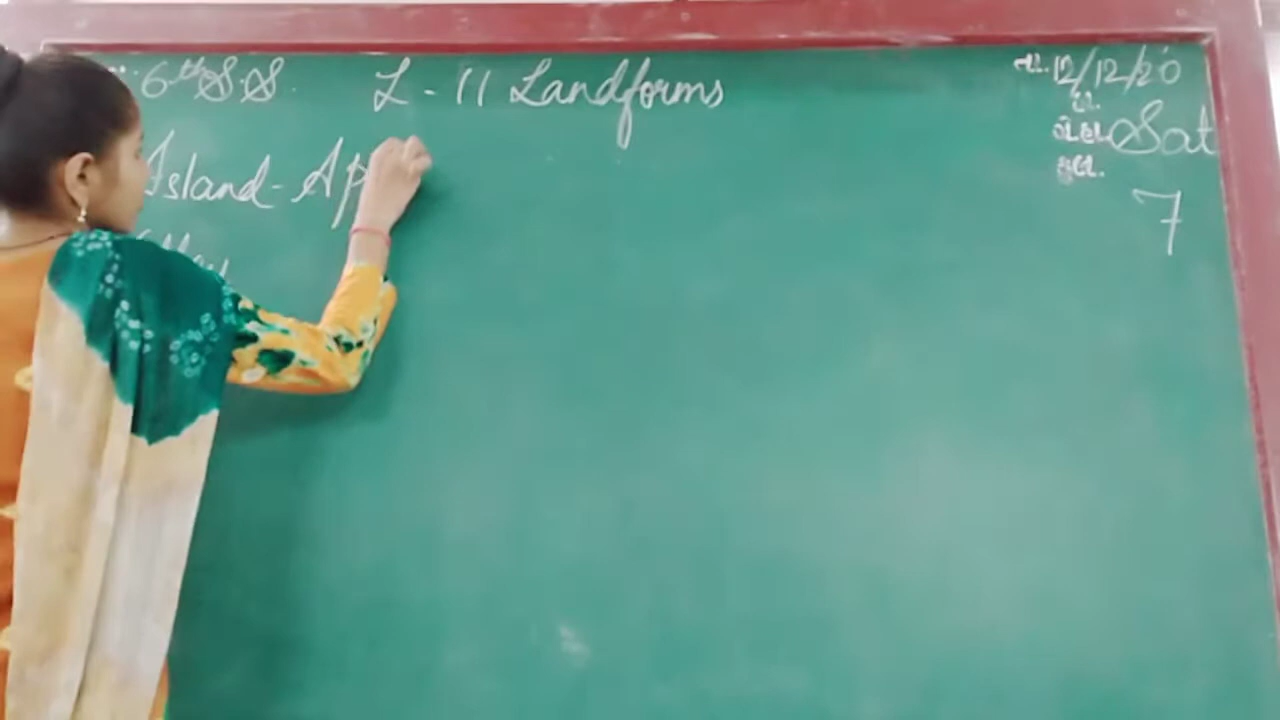 6th S.S. L - 11 Landforms
તા. 12/12/20
Sat
Island - Ap
7